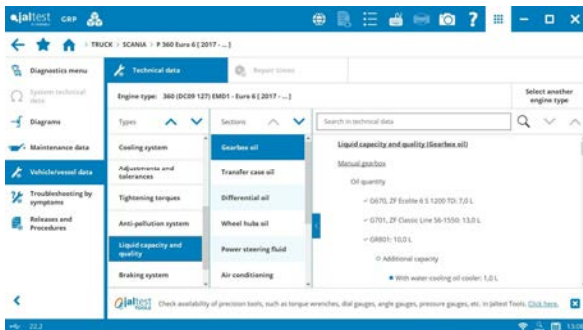 jaltest GRP
?
TRUCK > SCANIA > P 360 Euro 6 [ 2017 - ...]
Diagnostics menu
System technical data
Diagrams
Maintenance data
Vehicle/vessel data
Troubleshooting by symptoms
Releases and Procedures
Technical data
Repair times
Engine type: 360 (DC09 127) EMD1 - Euro 6 [ 2017 - ...]
Select another engine type
Types
Cooling system
Adjustments and tolerances
Tightening torques
Anti-pollution system
Liquid capacity and quality
Braking system
Sections
Gearbox oil
Transfer case oil
Differential oil
Wheel hubs oil
Power steering fluid
Air conditioning
Search in technical data
Liquid capacity and quality (Gearbox oil)
Manual gearbox
Oil quantity
G670, ZF Ecolite 6 S 1200 TD: 7,0 L
G701, ZF Classic Line 56-1550: 13,0 L
GR801: 10,0 L
Additional capacity
With water-cooling oil cooler: 1,0 L
jaltest TOOLS
Check availability of precision tools, such as torque wrenches, dial gauges, angle gauges, pressure gauges, etc. in Jaltest Tools. Click here.
22.2